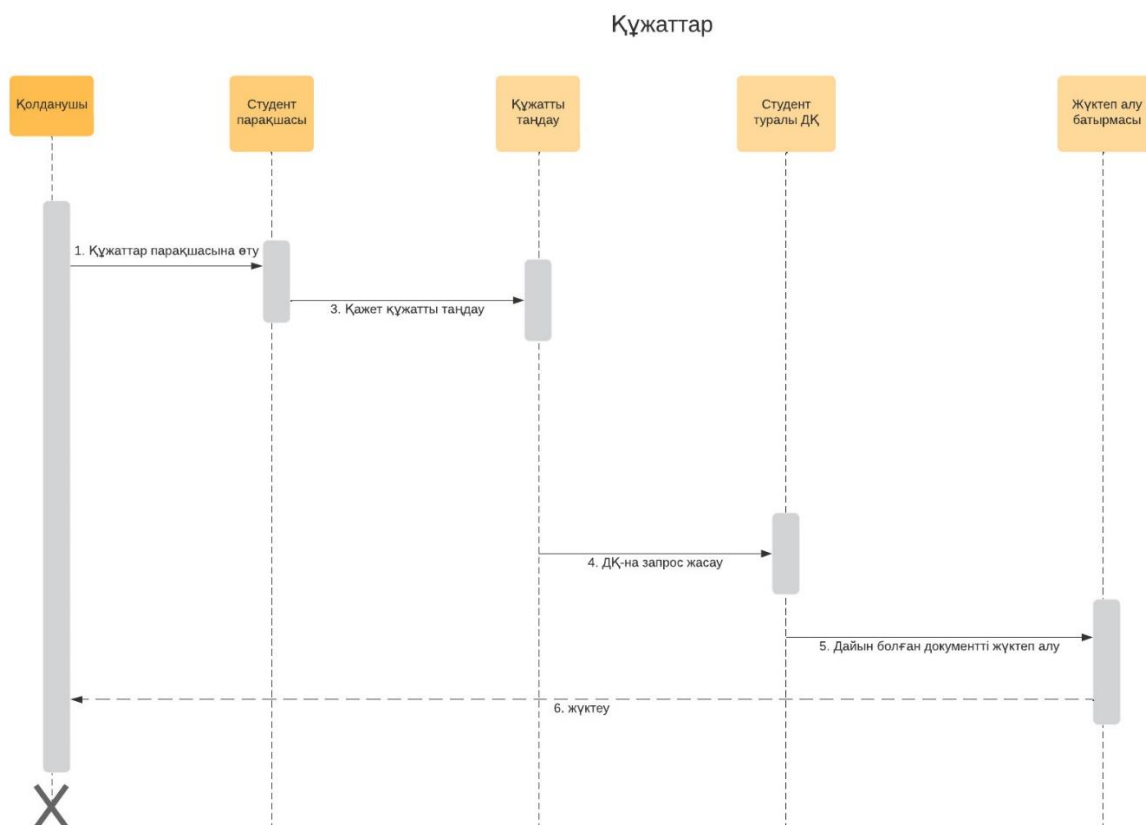 Құжаттар
Қолданушы
Студент
парақшасы
Құжатты
таңдау
Студент
туралы ДҚ
Жүктеп алу
батырмасы
1. Құжаттар парақшасына өту
3. Қажет құжатты таңдау
4. ДҚ-на запрос жасау
5. Дайын болған документті жүктеп алу
6. жүктеу